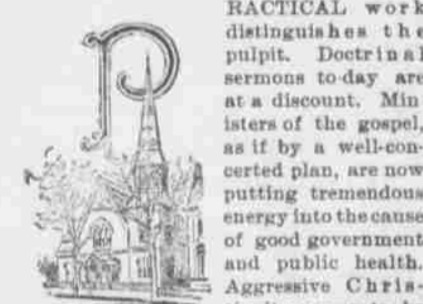 PRACTICAL work
distinguishes the
pulpit. Doctrinal
sermons to-day are
at a discount. Min
isters of the gospel,
as if by a well-con-
certed plan, are now
putting tremendous
energy into the cause
of good government
and public health.
Aggressive Chris-